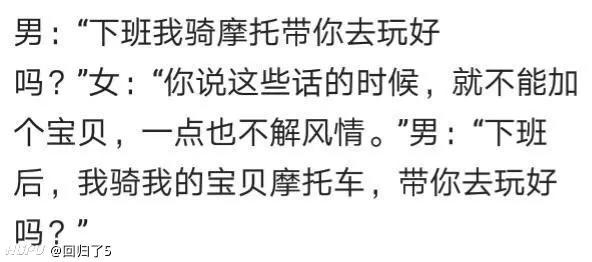 男：“下班我骑摩托带你去玩好
吗？”女：“你说这些话的时候，就不能加
个宝贝，一点也不解风情。”男：“下班
后，我骑我的宝贝摩托车，带你去玩好
吗？”
HUPU @回归了5